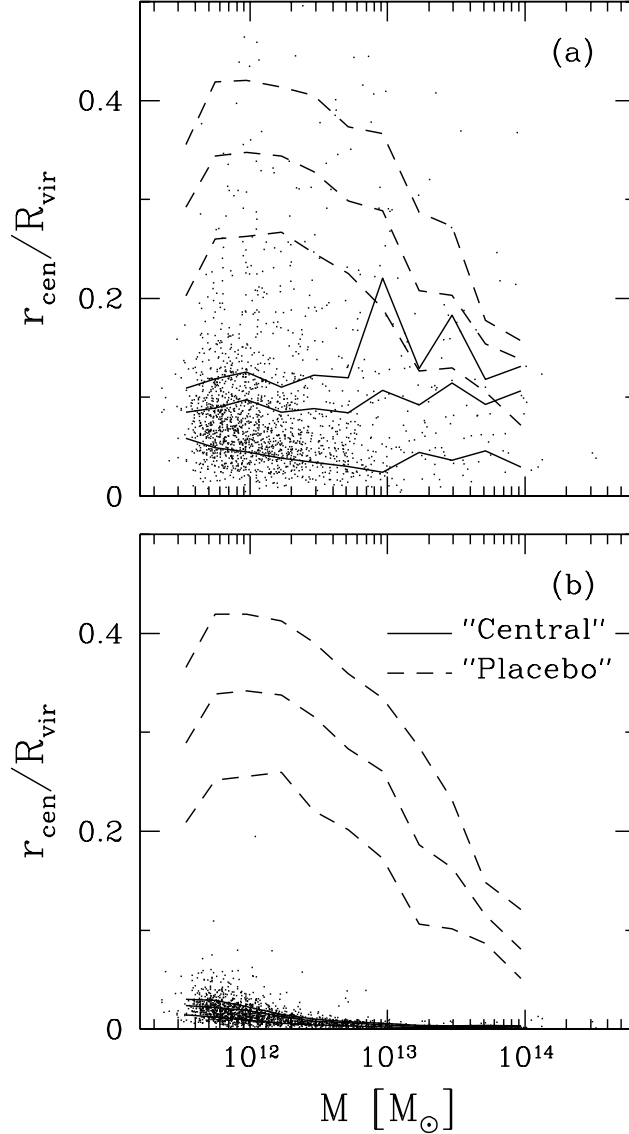 (a)
0.4
0.2
0
r_cen/R_vir
(b)
"Central"
"Placebo"
0.4
0.2
0
r_cen/R_vir
10^12 10^13 10^14
M [M_⊙]